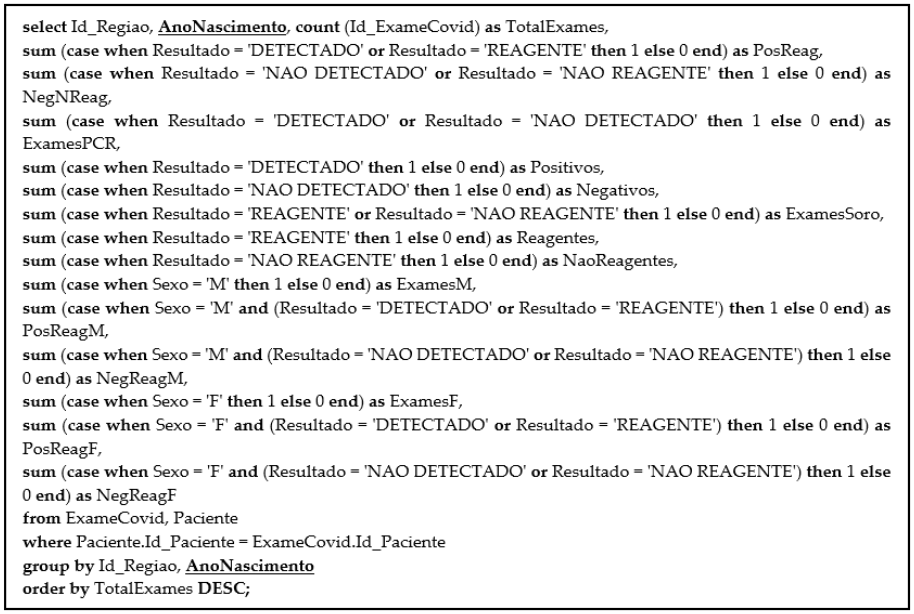 select Id_Regiao, AnoNascimento, count (Id_ExameCovid) as TotalExames,
sum (case when Resultado = 'DETECTADO' or Resultado = 'REAGENTE' then 1 else 0 end) as PosReag,
sum (case when Resultado = 'NAO DETECTADO' or Resultado = 'NAO REAGENTE' then 1 else 0 end) as
NegNReag,
sum (case when Resultado = 'DETECTADO' or Resultado = 'NAO DETECTADO' then 1 else 0 end) as
ExamesPCR,
sum (case when Resultado = 'DETECTADO' then 1 else 0 end) as Positivos,
sum (case when Resultado = 'NAO DETECTADO' then 1 else 0 end) as Negativos,
sum (case when Resultado = 'REAGENTE' or Resultado = 'NAO REAGENTE' then 1 else 0 end) as ExamesSoro,
sum (case when Resultado = 'REAGENTE' then 1 else 0 end) as Reagentes,
sum (case when Resultado = 'NAO REAGENTE' then 1 else 0 end) as NaoReagentes,
sum (case when Sexo = 'M' then 1 else 0 end) as ExamesM,
sum (case when Sexo = 'M' and (Resultado = 'DETECTADO' or Resultado = 'REAGENTE') then 1 else 0 end) as
PosReagM,
sum (case when Sexo = 'M' and (Resultado = 'NAO DETECTADO' or Resultado = 'NAO REAGENTE') then 1 else
0 end) as NegReagM,
sum (case when Sexo = 'F' then 1 else 0 end) as ExamesF,
sum (case when Sexo = 'F' and (Resultado = 'DETECTADO' or Resultado = 'REAGENTE') then 1 else 0 end) as
PosReagF,
sum (case when Sexo = 'F' and (Resultado = 'NAO DETECTADO' or Resultado = 'NAO REAGENTE') then 1 else
0 end) as NegReagF
from ExameCovid, Paciente
where Paciente.Id_Paciente = ExameCovid.Id_Paciente
group by Id_Regiao, AnoNascimento
order by TotalExames DESC;